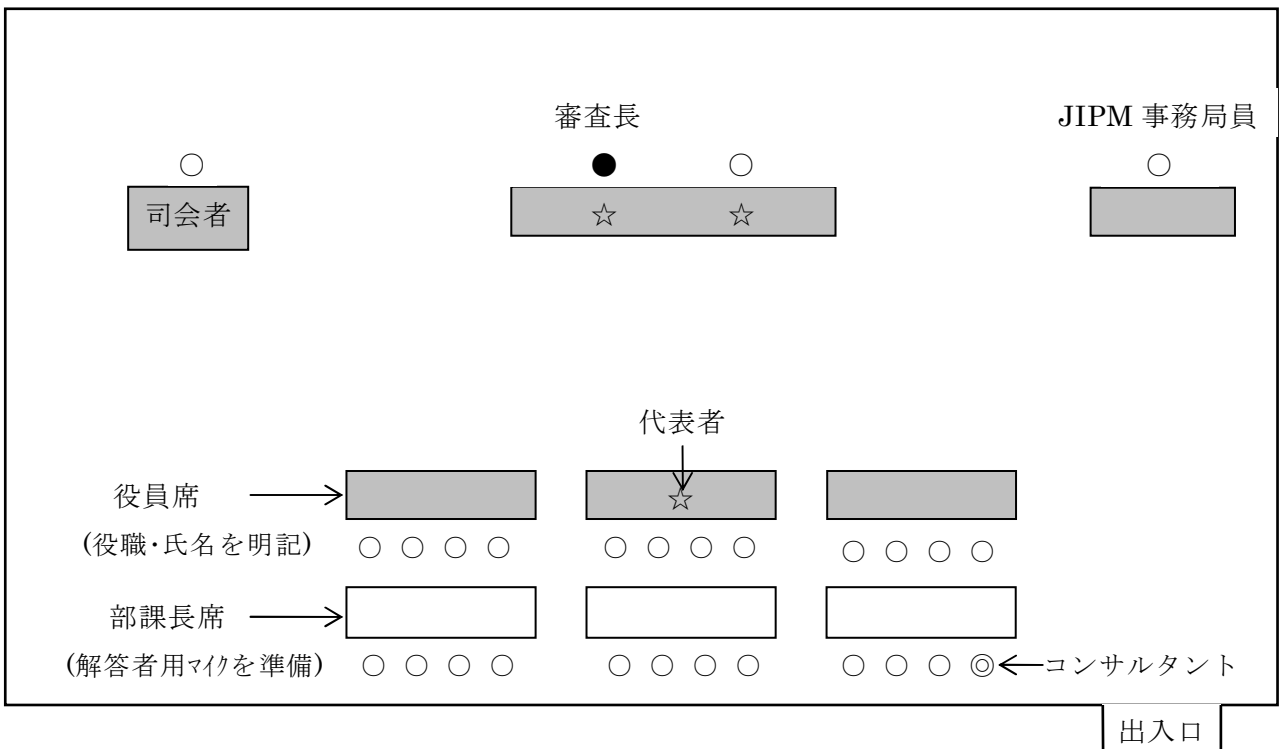 審査長
JIPM 事務局員
○
●
○
○
司会者
☆
☆
代表者
役員席
☆
(役職・氏名を明記)
○ ○ ○ ○
○ ○ ○ ○
○ ○ ○ ○
部課長席
(解答者用マイクを準備)
○ ○ ○ ○
○ ○ ○ ○
○ ○ ○ ◎
コンサルタント
出入口